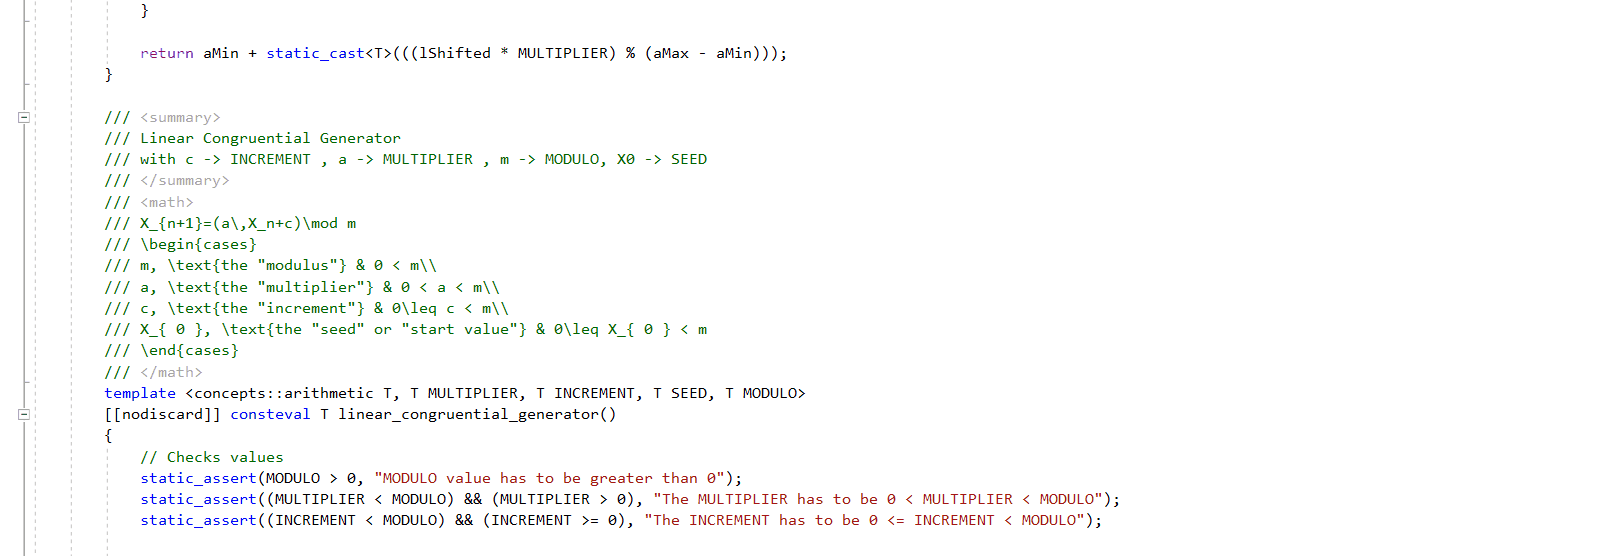 }
return aMin + static_cast<T>(((lShifted * MULTIPLIER) % (aMax - aMin)));
}
/// <summary>
/// Linear Congruential Generator
/// with c -> INCREMENT , a -> MULTIPLIER , m -> MODULO, X0 -> SEED
/// </summary>
/// <math>
/// X_{n+1}=(a\,X_n+c)\mod m
/// \begin{cases}
/// m, \text{the "modulus"} & 0 < m\\
/// a, \text{the "multiplier"} & 0 < a < m\\
/// c, \text{the "increment"} & 0\leq c < m\\
/// X_{ 0 }, \text{the "seed" or "start value"} & 0\leq X_{ 0 } < m
/// \end{cases}
/// </math>
template <concepts::arithmetic T, T MULTIPLIER, T INCREMENT, T SEED, T MODULO>
[[nodiscard]] consteval T linear_congruential_generator()
{
// Checks values
static_assert(MODULO > 0, "MODULO value has to be greater than 0");
static_assert((MULTIPLIER < MODULO) && (MULTIPLIER > 0), "The MULTIPLIER has to be 0 < MULTIPLIER < MODULO");
static_assert((INCREMENT < MODULO) && (INCREMENT >= 0), "The INCREMENT has to be 0 <= INCREMENT < MODULO");